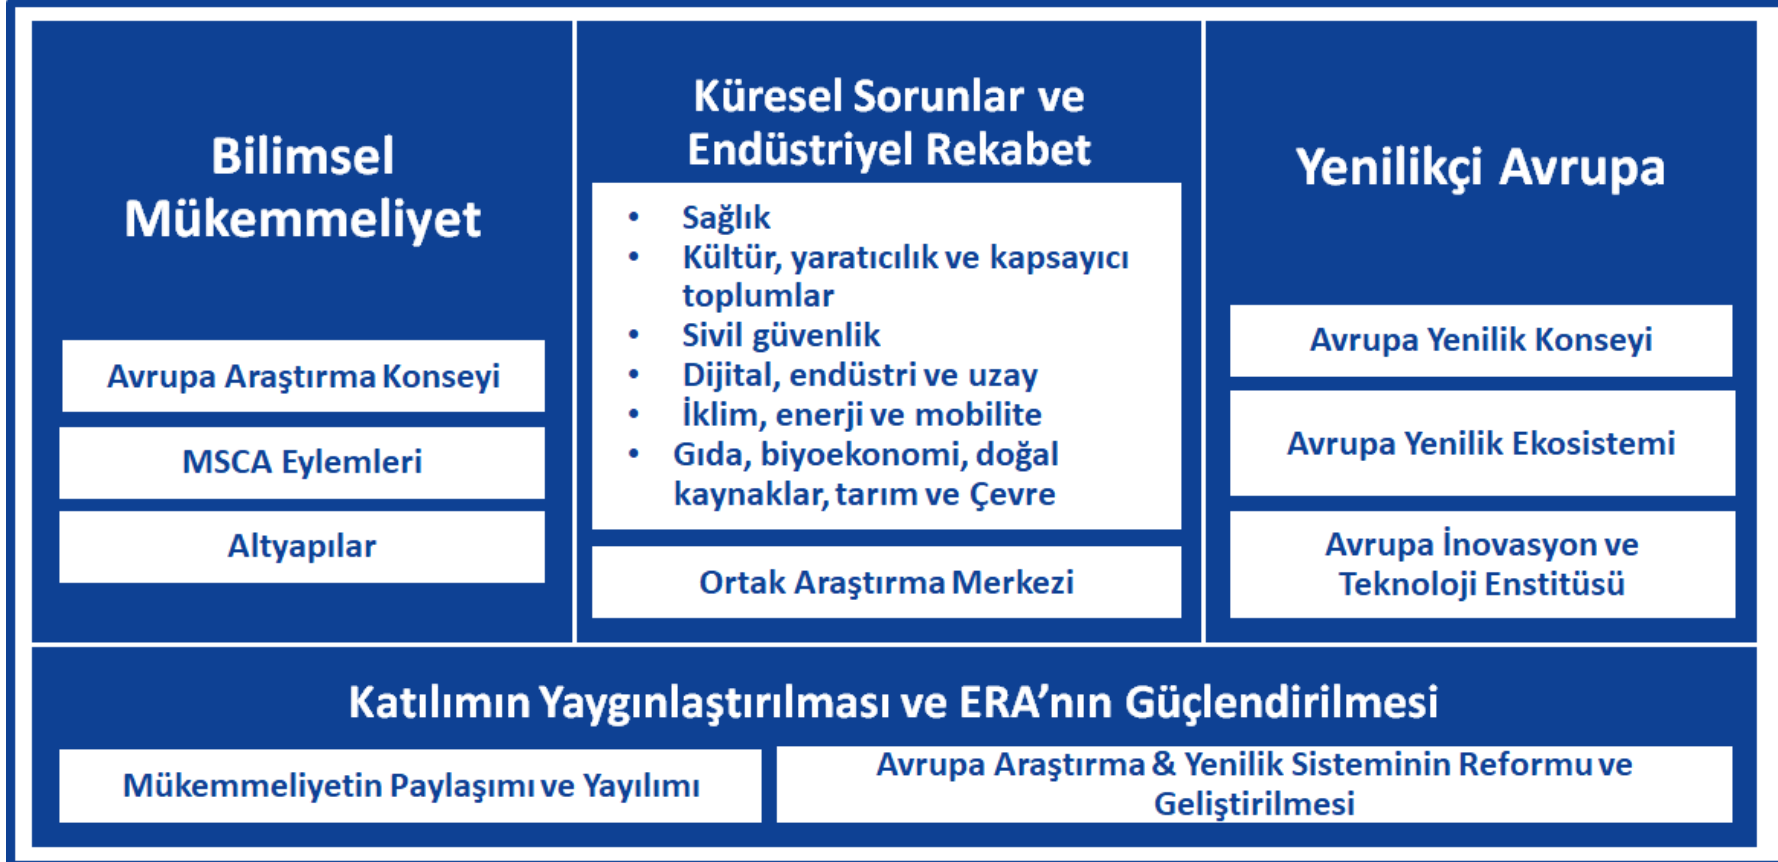 Bilimsel
Mükemmeliyet
Avrupa Araştırma Konseyi
MSCA Eylemleri
Altyapılar
Küresel Sorunlar ve
Endüstriyel Rekabet
• Sağlık
• Kültür, yaratıcılık ve kapsayıcı
toplumlar
• Sivil güvenlik
• Dijital, endüstri ve uzay
• İklim, enerji ve mobilite
• Gıda, biyoekonomi, doğal
kaynaklar, tarım ve Çevre
Ortak Araştırma Merkezi
Yenilikçi Avrupa
Avrupa Yenilik Konseyi
Avrupa Yenilik Ekosistemi
Avrupa İnovasyon ve
Teknoloji Enstitüsü
Katılımın Yaygınlaştırılması ve ERA’nın Güçlendirilmesi
Mükemmeliyetin Paylaşımı ve Yayılımı
Avrupa Araştırma & Yenilik Sisteminin Reformu ve
Geliştirilmesi